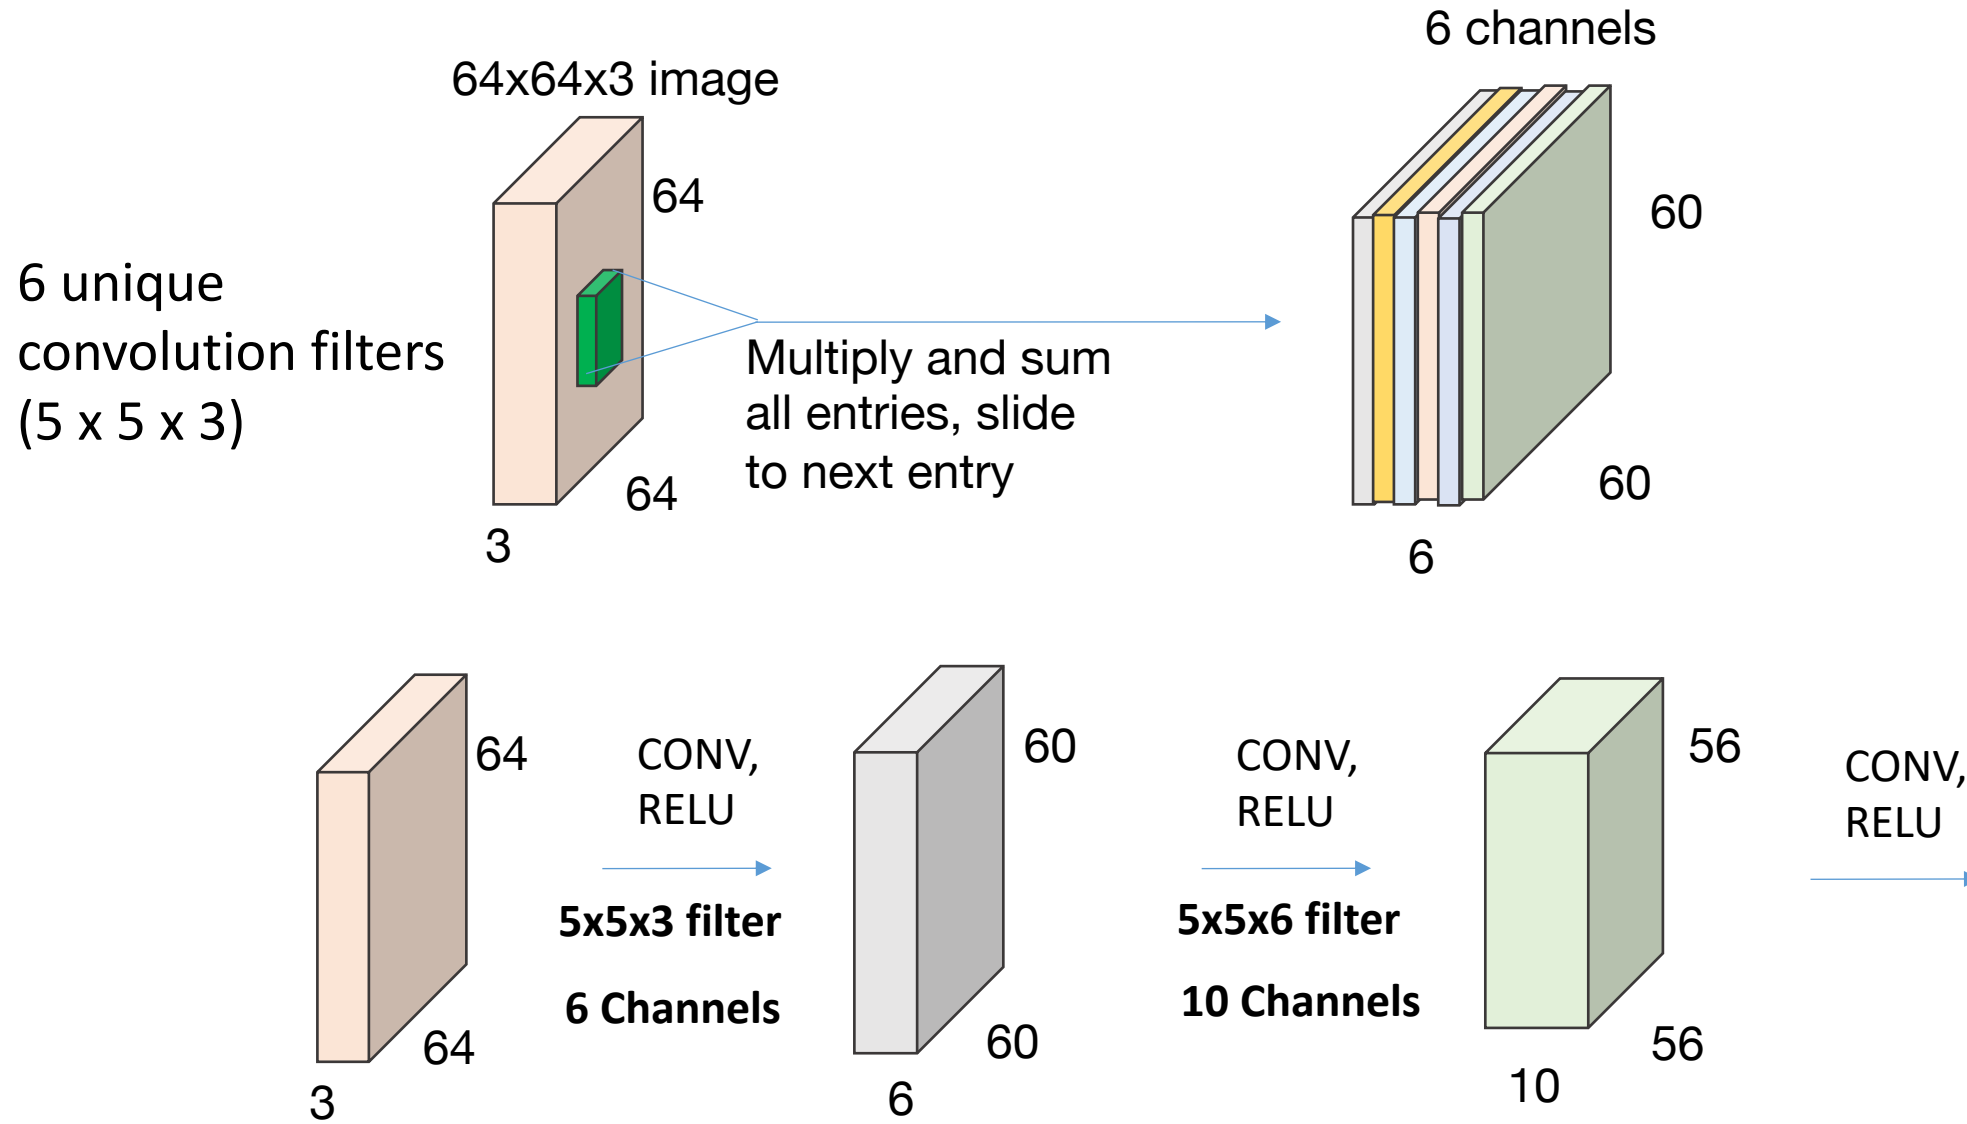 6 channels
64x64x3 image
64
60
6 unique
convolution filters
(5 x 5 x 3)
Multiply and sum
all entries, slide
to next entry
64
60
3
6
64
CONV,
RELU
60
CONV,
RELU
56
CONV,
RELU
5x5x3 filter
5x5x6 filter
6 Channels
10 Channels
64
60
56
3
6
10